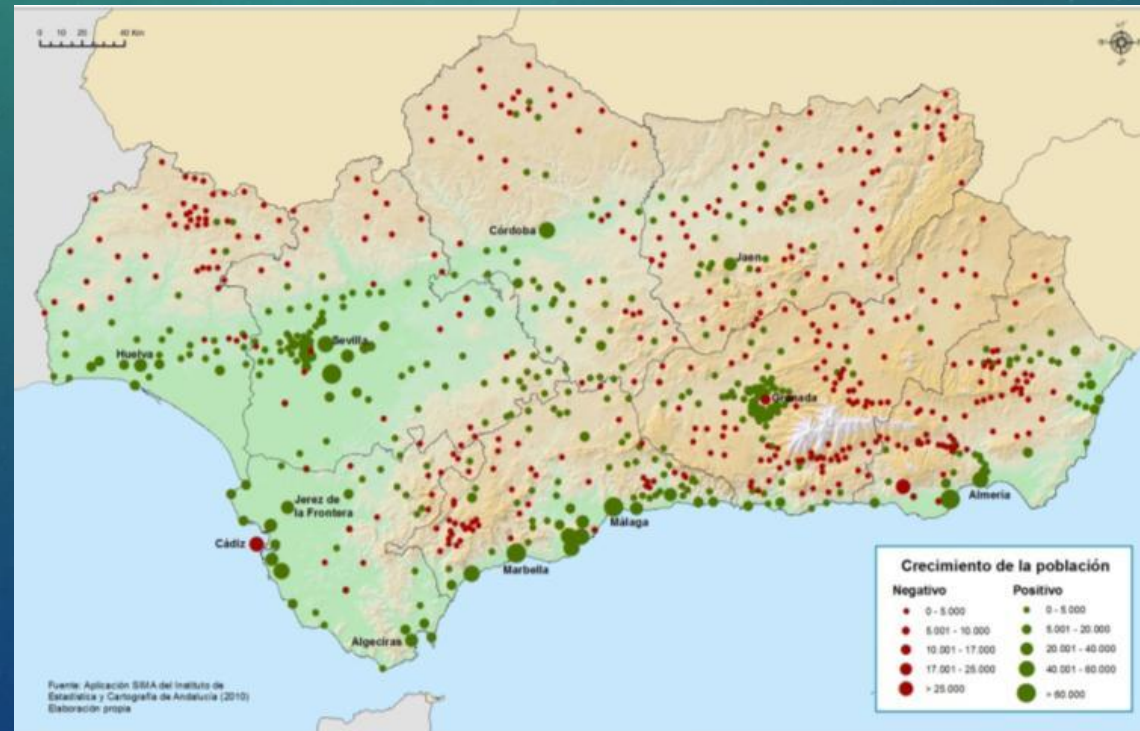 0 10 20 40 Km
Córdoba
Jaen
Sevilla
Huelva
Granada
Jerez de
la Frontera
Almería
Málaga
Cádiz
Marbella
Algeciras
Crecimiento de la población
Negativo Positivo
0 - 5.000 0 - 5.000
5.001 - 10.000 5.001 - 20.000
10.001 - 17.000 20.001 - 40.000
17.001 - 25.000 40.001 - 60.000
> 25.000 > 60.000
Fuente: Aplicación SIMA del Instituto de
Estadística y Cartografía de Andalucía (2010)
Elaboración propia